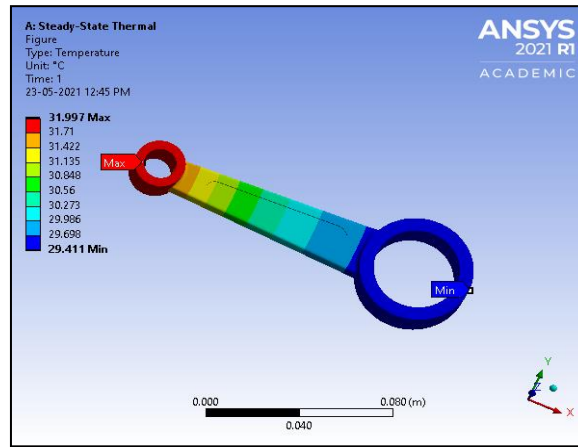 A: Steady-State Thermal
Figure
Type: Temperature
Unit: °C
Time: 1
23-05-2021 12:45 PM
ANSYS
2021 R1
ACADEMIC
31.997 Max
31.71
31.422
31.135
30.848
30.56
30.273
29.986
29.698
29.411 Min
Max
Min
0.000
0.080 (m)
0.040
Y
Z
X